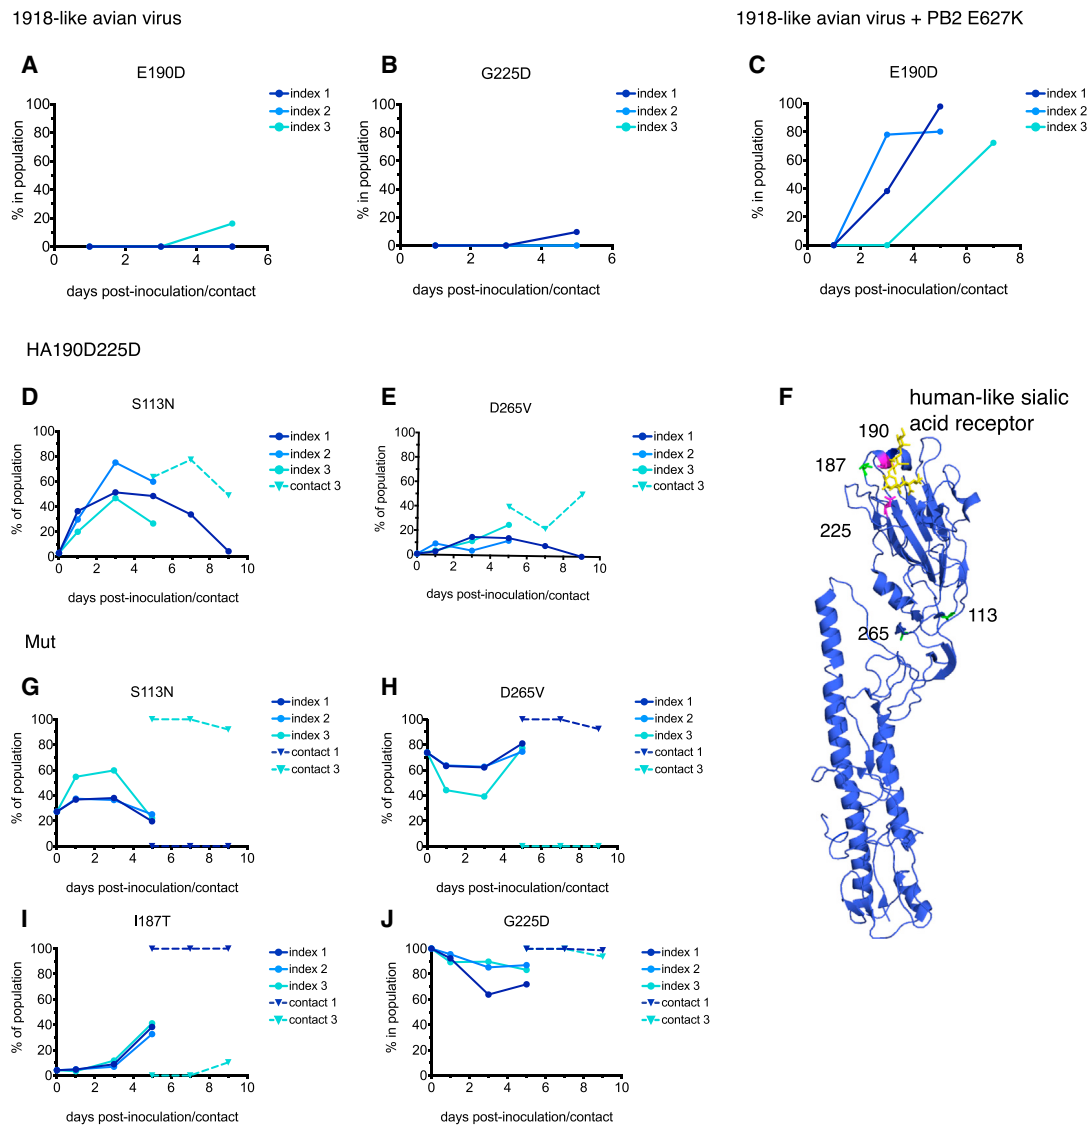 1918-like avian virus
1918-like avian virus + PB2 E627K
A
E190D
% in population
100
80
60
40
20
0
0 2 4 6
days post-inoculation/contact
index 1
index 2
index 3
B
G225D
% in population
100
80
60
40
20
0
0 2 4 6
days post-inoculation/contact
index 1
index 2
index 3
C
E190D
% in population
100
80
60
40
20
0
0 2 4 6 8
days post-inoculation/contact
index 1
index 2
index 3
HA190D225D
D
S113N
% of population
100
80
60
40
20
0
0 2 4 6 8 10
days post-inoculation/contact
index 1
index 2
index 3
contact 3
E
D265V
% of population
100
80
60
40
20
0
0 2 4 6 8 10
days post-inoculation/contact
index 1
index 2
index 3
contact 3
F
human-like sialic
acid receptor
190
187
225
265
113
Mut
G
S113N
% of population
100
80
60
40
20
0
0 2 4 6 8 10
days post-inoculation/contact
index 1
index 2
index 3
contact 1
contact 3
H
D265V
% of population
100
80
60
40
20
0
0 2 4 6 8 10
days post-inoculation/contact
index 1
index 2
index 3
contact 1
contact 3
I
I187T
% of population
100
80
60
40
20
0
0 2 4 6 8 10
days post-inoculation/contact
index 1
index 2
index 3
contact 1
contact 3
J
G225D
% in population
100
80
60
40
20
0
0 2 4 6 8 10
days post-inoculation/contact
index 1
index 2
index 3
contact 1
contact 3